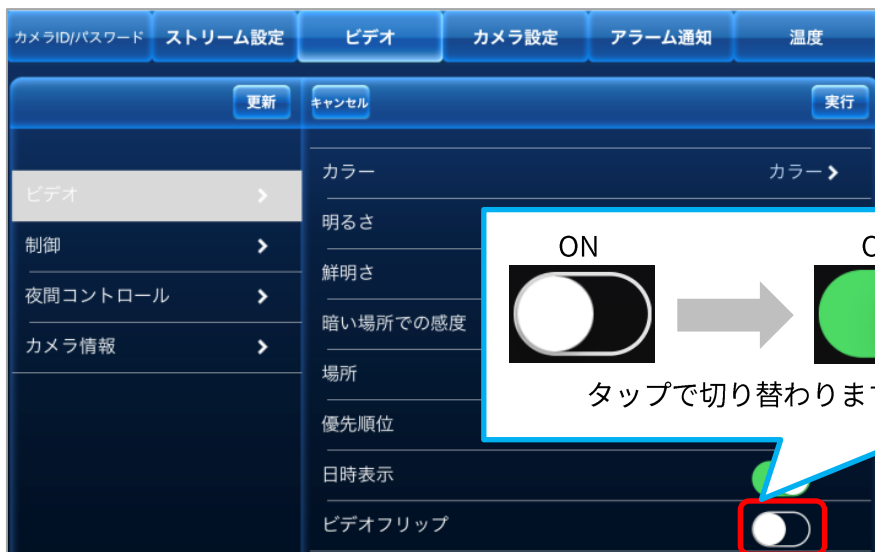 カメラID/パスワード ストリーム設定 ビデオ カメラ設定 アラーム通知 温度
更新 キャンセル 実行
カラー カラー
ビデオ
明るさ
制御
鮮明さ
夜間コントロール
暗い場所での感度
カメラ情報
場所
優先順位
日時表示
ビデオフリップ
ON
タップで切り替わりま